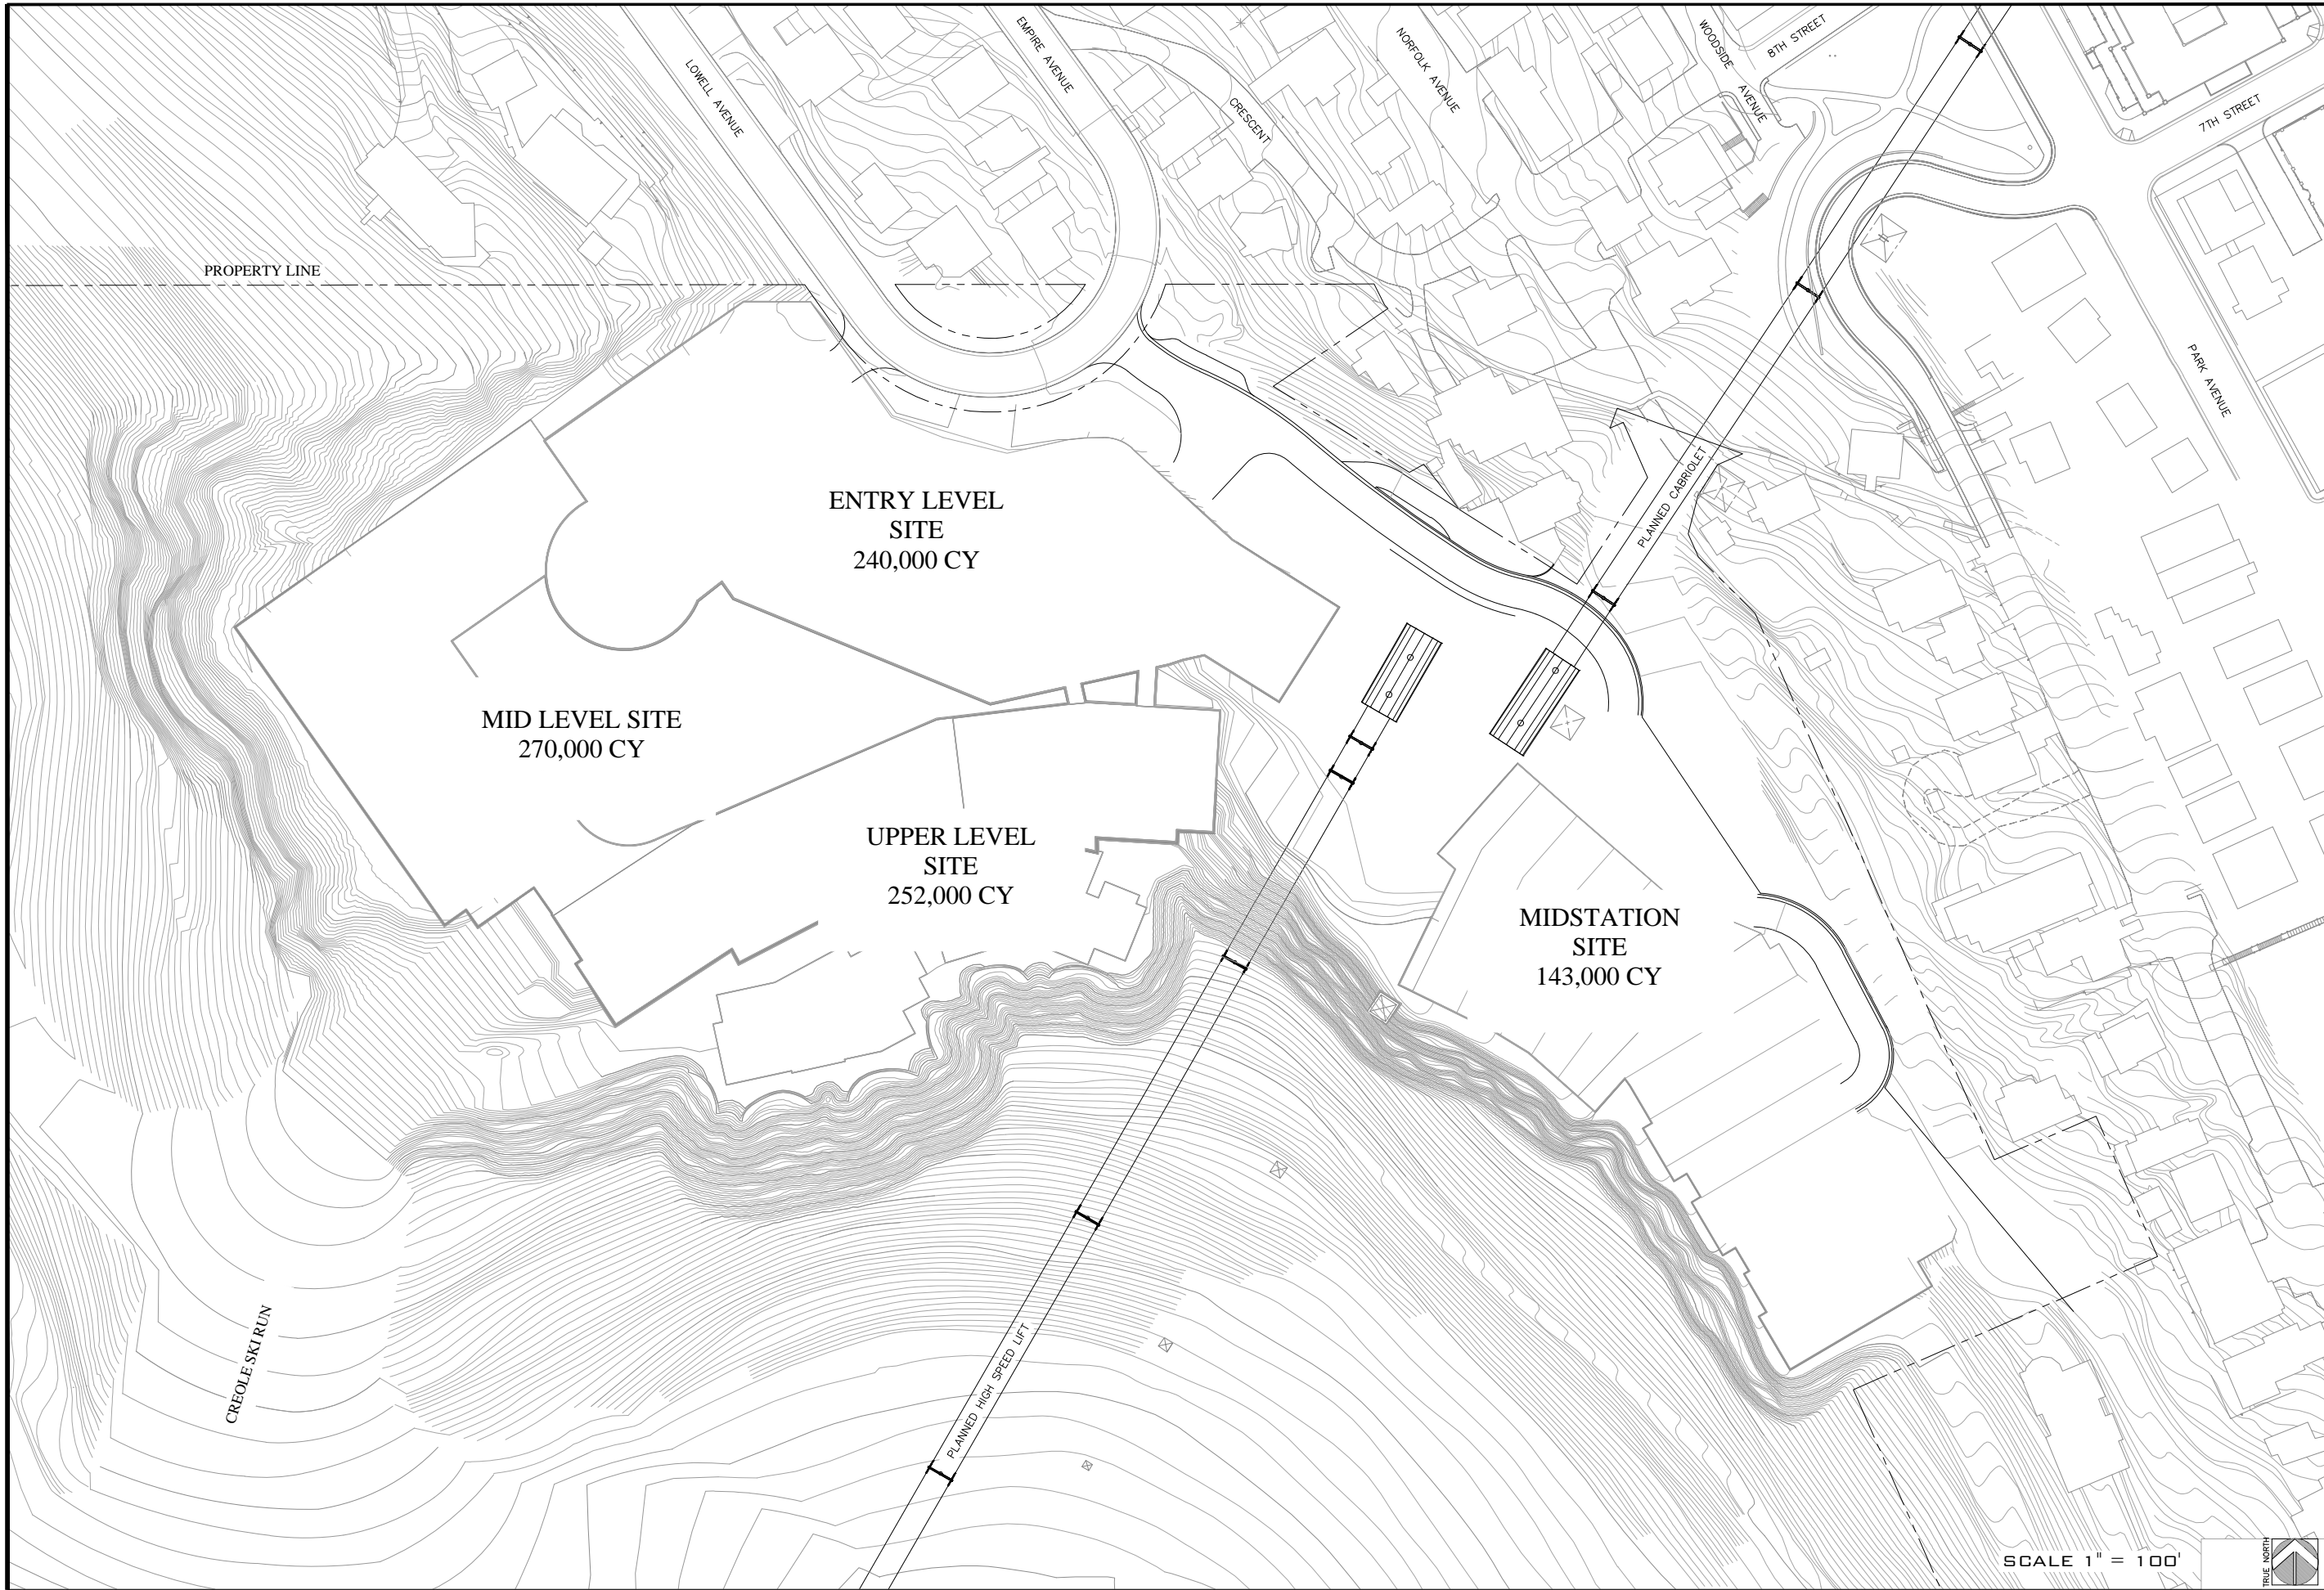 LOWELL AVENUE
EMPIRE AVENUE
CRESCENT
NORFOLK AVENUE
WOODSIDE
AVENUE
8TH STREET
7TH STREET
PARK AVENUE
PROPERTY LINE
PLANNED CABRIOLET
ENTRY LEVEL
SITE
240,000 CY
MID LEVEL SITE
270,000 CY
UPPER LEVEL
SITE
252,000 CY
MIDSTATION
SITE
143,000 CY
CREOLE SKI RUN
PLANNED HIGH SPEED LIFT
SCALE 1" = 100'
TRUE NORTH